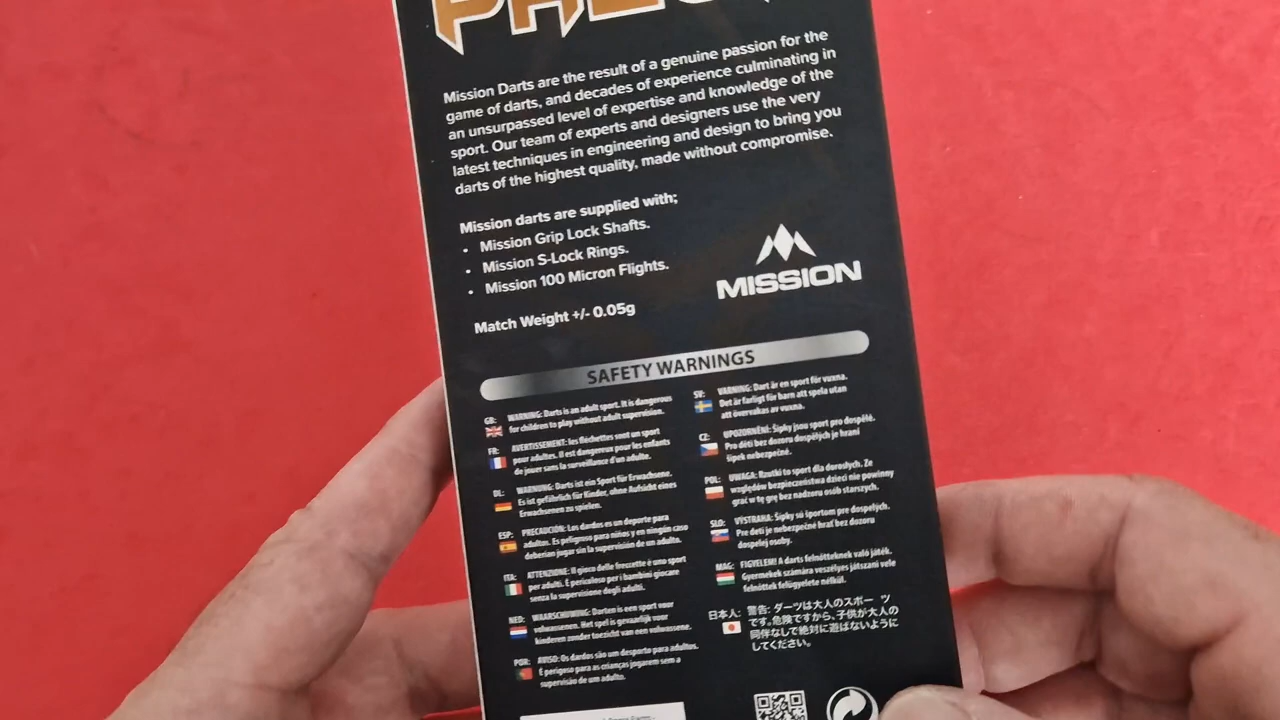 Mission Darts are the result of a genuine passion for the
game of darts, and decades of experience culminating in
an unsurpassed level of expertise and knowledge of the
sport. Our team of experts and designers use the very
latest techniques in engineering and design to bring you
darts of the highest quality, made without compromise.
Mission darts are supplied with;
• Mission Grip Lock Shafts.
• Mission S-Lock Rings.
• Mission 100 Micron Flights.
Match Weight +/- 0.05g
MISSION
SAFETY WARNINGS
GB: WARNING: Darts is an adult sport. It is dangerous
for children to play without adult supervision.
FR: AVERTISSEMENT: les fléchettes sont un sport
pour adultes. Il est dangereux pour les enfants
de jouer sans la surveillance d'un adulte.
DL: WARNUNG: Darts ist ein Sport für Erwachsene.
Es ist gefährlich für Kinder, ohne Aufsicht eines
Erwachsenen zu spielen.
ESP: PRECAUCIÓN: Los dardos es un deporte para
adultos. Es peligroso para niños y en ningún caso
deberían jugar sin la supervisión de un adulto.
ITA: ATTENZIONE: Il gioco delle freccette è uno sport
per adulti. È pericoloso per i bambini giocare
senza la supervisione degli adulti.
NED: WAARSCHUWING: Darten is een sport voor
volwassenen. Het spel is gevaarlijk voor
kinderen zonder toezicht van een volwassene.
POR: AVISO: Os dardos são um desporto para adultos.
É perigoso para as crianças jogarem sem a
supervisão de um adulto.
SV: VARNING: Dart är en sport för vuxna.
Det är farligt för barn att spela utan
att övervakas av vuxna.
CZ: UPOZORNĚNÍ: Šipky jsou sport pro dospělé.
Pro děti bez dozoru dospělých je hraní
šipek nebezpečné.
POL: UWAGA: Rzutki to sport dla dorosłych. Ze
względów bezpieczeństwa dzieci nie powinny
grać w tę grę bez nadzoru osób starszych.
SLO: VÝSTRAHA: Šípky sú športom pre dospelých.
Pre deti je nebezpečné hrať bez dozoru
dospelej osoby.
MAG: FIGYELEM! A darts felnőtteknek való játék.
Gyermekek számára veszélyes játszani vele
felnőttek felügyelete nélkül.
日本人: 警告: ダーツは大人のスポー ツ
です。危険ですから、子供が大人の
同伴なしで絶対に遊ばないように
してください。